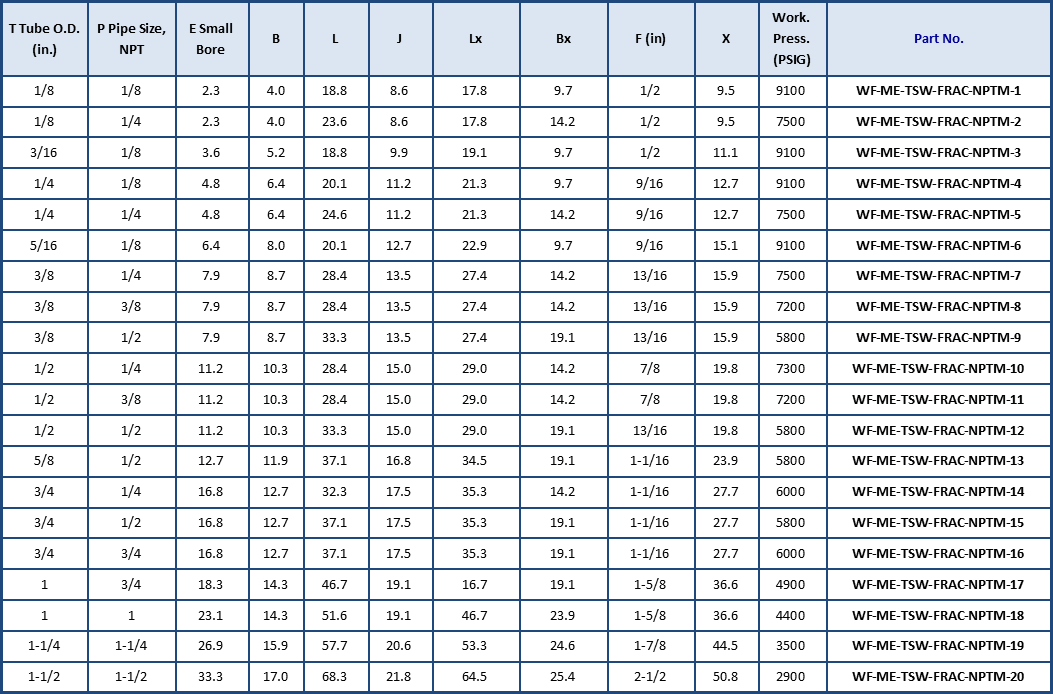 T Tube O.D. (in.) P Pipe Size, NPT E Small Bore B L J Lx Bx F (in) X Work. Press. (PSIG) Part No.
1/8 1/8 2.3 4.0 18.8 8.6 17.8 9.7 1/2 9.5 9100 WF-ME-TSW-FRAC-NPTM-1
1/8 1/4 2.3 4.0 23.6 8.6 17.8 14.2 1/2 9.5 7500 WF-ME-TSW-FRAC-NPTM-2
3/16 1/8 3.6 5.2 18.8 9.9 19.1 9.7 1/2 11.1 9100 WF-ME-TSW-FRAC-NPTM-3
1/4 1/8 4.8 6.4 20.1 11.2 21.3 9.7 9/16 12.7 9100 WF-ME-TSW-FRAC-NPTM-4
1/4 1/4 4.8 6.4 24.6 11.2 21.3 14.2 9/16 12.7 7500 WF-ME-TSW-FRAC-NPTM-5
5/16 1/8 6.4 8.0 20.1 12.7 22.9 9.7 9/16 15.1 9100 WF-ME-TSW-FRAC-NPTM-6
3/8 1/4 7.9 8.7 28.4 13.5 27.4 14.2 13/16 15.9 7500 WF-ME-TSW-FRAC-NPTM-7
3/8 3/8 7.9 8.7 28.4 13.5 27.4 14.2 13/16 15.9 7200 WF-ME-TSW-FRAC-NPTM-8
3/8 1/2 7.9 8.7 33.3 13.5 27.4 19.1 13/16 15.9 5800 WF-ME-TSW-FRAC-NPTM-9
1/2 1/4 11.2 10.3 28.4 15.0 29.0 14.2 7/8 19.8 7300 WF-ME-TSW-FRAC-NPTM-10
1/2 3/8 11.2 10.3 28.4 15.0 29.0 14.2 7/8 19.8 7200 WF-ME-TSW-FRAC-NPTM-11
1/2 1/2 11.2 10.3 33.3 15.0 29.0 19.1 13/16 19.8 5800 WF-ME-TSW-FRAC-NPTM-12
5/8 1/2 12.7 11.9 37.1 16.8 34.5 19.1 1-1/16 23.9 5800 WF-ME-TSW-FRAC-NPTM-13
3/4 1/4 16.8 12.7 32.3 17.5 35.3 14.2 1-1/16 27.7 6000 WF-ME-TSW-FRAC-NPTM-14
3/4 1/2 16.8 12.7 37.1 17.5 35.3 19.1 1-1/16 27.7 5800 WF-ME-TSW-FRAC-NPTM-15
3/4 3/4 16.8 12.7 37.1 17.5 35.3 19.1 1-1/16 27.7 6000 WF-ME-TSW-FRAC-NPTM-16
1 3/4 18.3 14.3 46.7 19.1 16.7 19.1 1-5/8 36.6 4900 WF-ME-TSW-FRAC-NPTM-17
1 1 23.1 14.3 51.6 19.1 46.7 23.9 1-5/8 36.6 4400 WF-ME-TSW-FRAC-NPTM-18
1-1/4 1-1/4 26.9 15.9 57.7 20.6 53.3 24.6 1-7/8 44.5 3500 WF-ME-TSW-FRAC-NPTM-19
1-1/2 1-1/2 33.3 17.0 68.3 21.8 64.5 25.4 2-1/2 50.8 2900 WF-ME-TSW-FRAC-NPTM-20